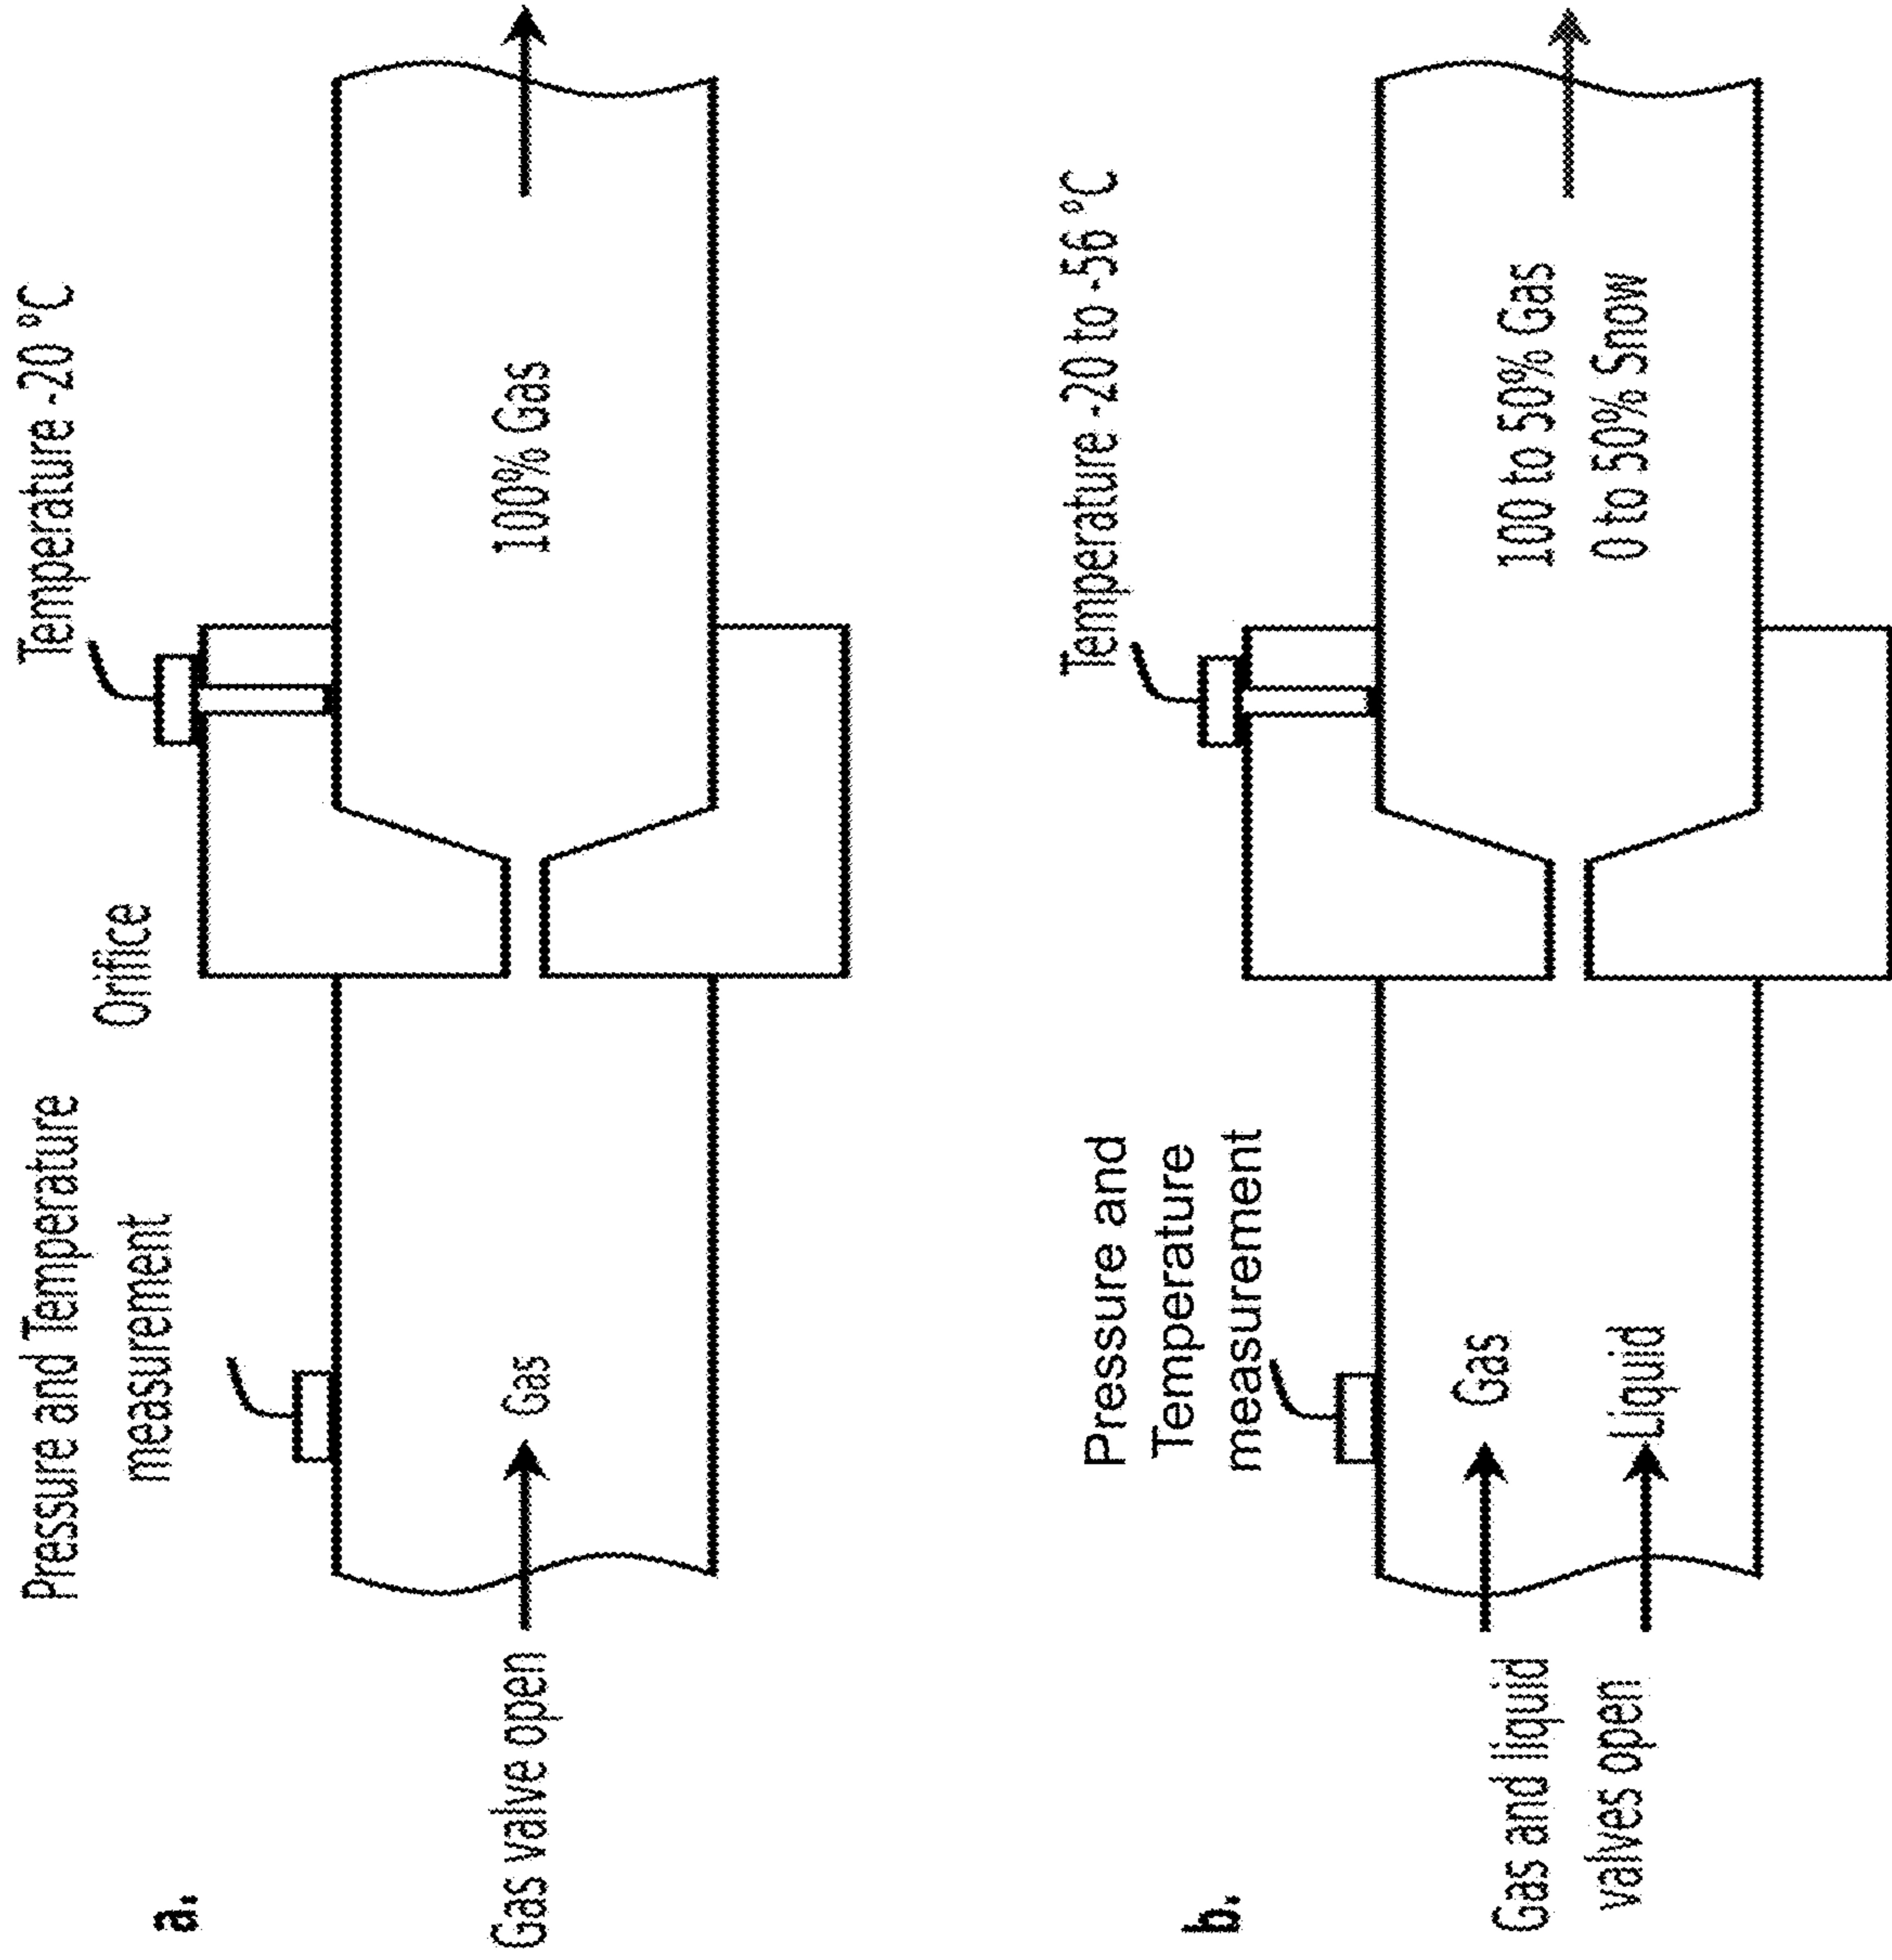 a.
Pressure and Temperature
measurement
Orifice
Temperature -20 °C
Gas valve open
Gas
100% Gas
b.
Pressure and
Temperature
measurement
Temperature -20 to -56 °C
Gas and liquid
valves open
Gas
Liquid
100 to 50% Gas
0 to 50% Snow